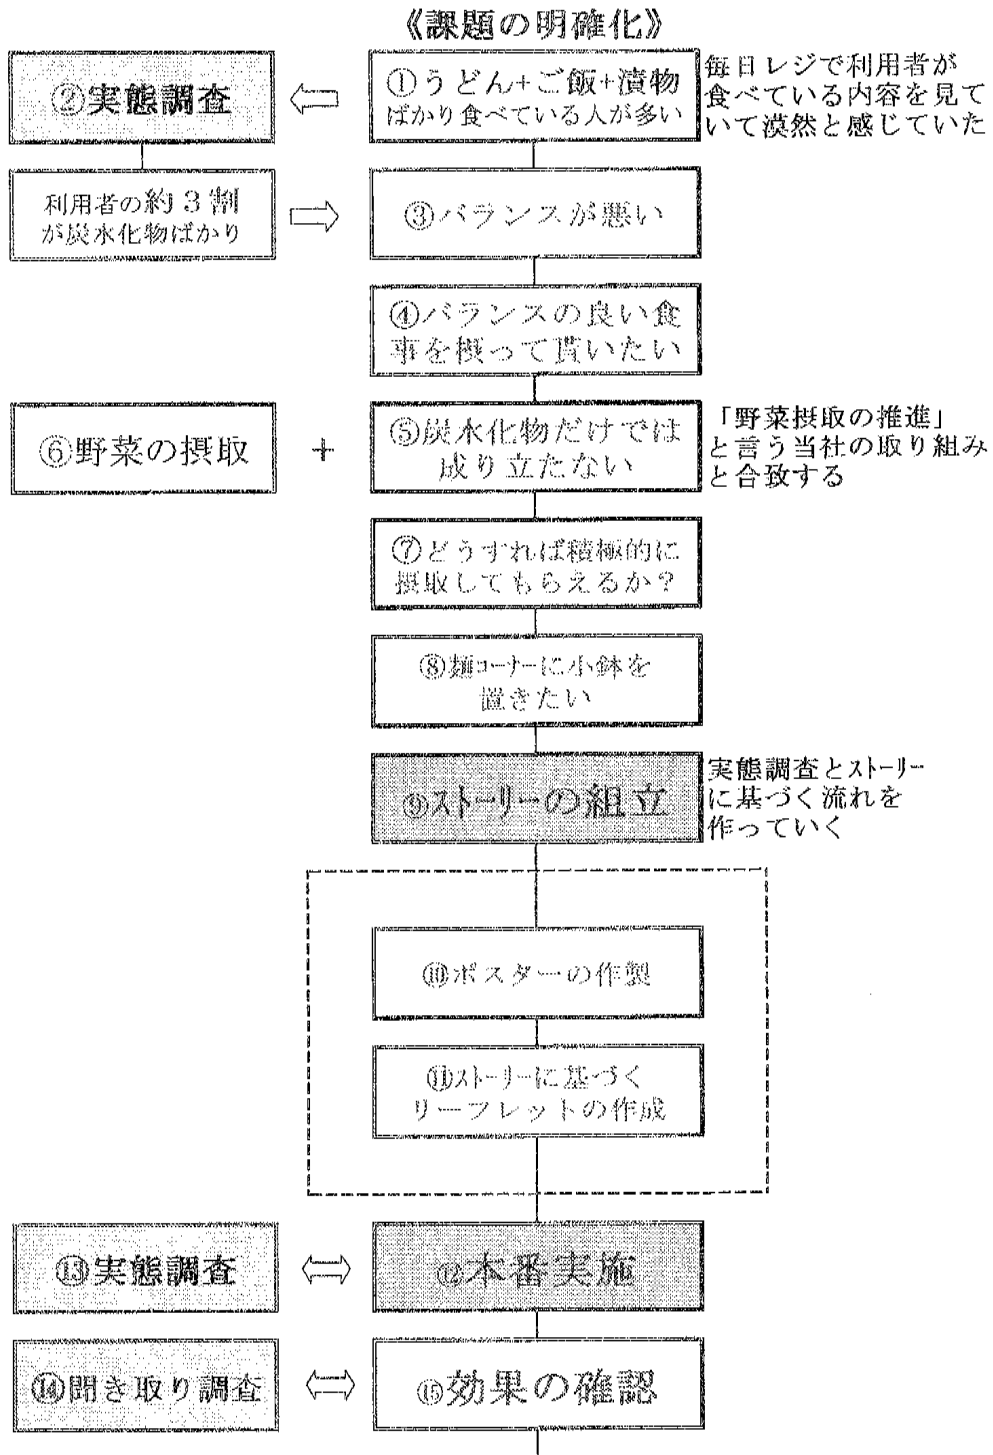 《課題の明確化》
②実態調査
①うどん+ご飯+漬物
ばかり食べている人が多い
毎日レジで利用者が
食べている内容を見て
いて漠然と感じていた
利用者の約3割
が炭水化物ばかり
③バランスが悪い
④バランスの良い食
事を摂って貰いたい
⑥野菜の摂取
+
⑤炭水化物だけでは
成り立たない
「野菜摂取の推進」
と言う当社の取り組み
と合致する
⑦どうすれば積極的に
摂取してもらえるか?
⑧麺コーナーに小鉢を
置きたい
⑨ストーリーの組立
実態調査とストーリー
に基づく流れを
作っていく
⑩ポスターの作製
⑪ストーリーに基づく
リーフレットの作成
⑬実態調査
⑫本番実施
⑭聞き取り調査
⑮効果の確認